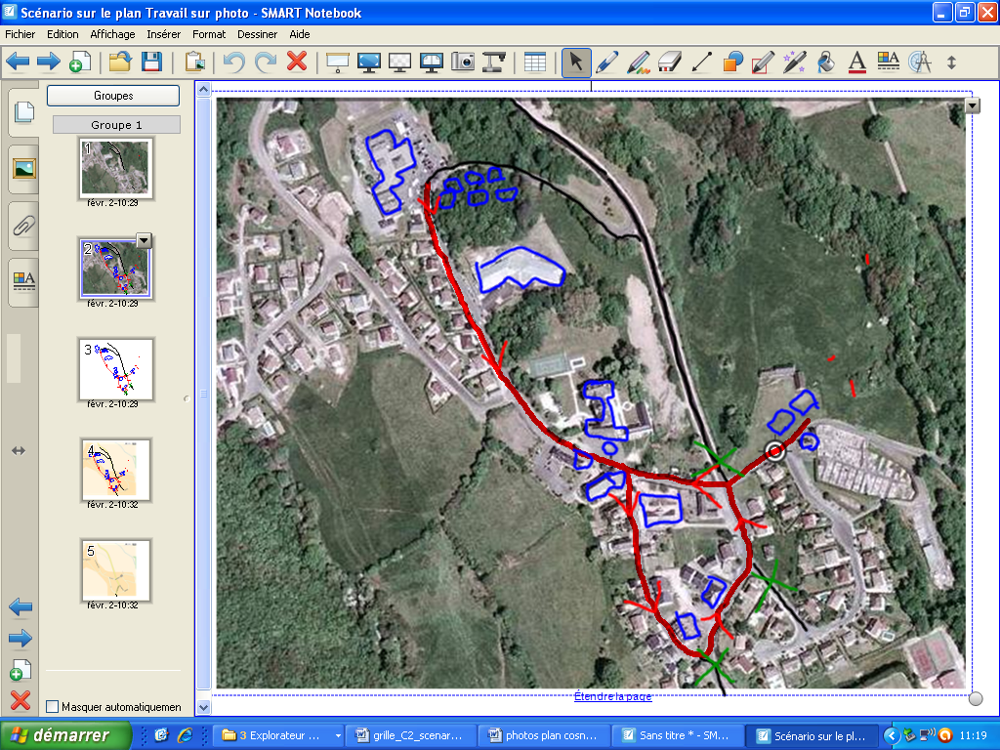 Scénario sur le plan Travail sur photo - SMART Notebook
Fichier Edition Affichage Insérer Format Dessiner Aide
Groupes
Groupe 1
1
févr. 2-10:29
2
févr. 2-10:29
3
févr. 2-10:29
4
févr. 2-10:32
5
févr. 2-10:32
Masquer automatiquemen
Étendre la page
démarrer
3 Explorateur ...
grille_C2_scenar...
photos plan cosn...
Sans titre * - SM...
Scénario sur le pl...
11:19